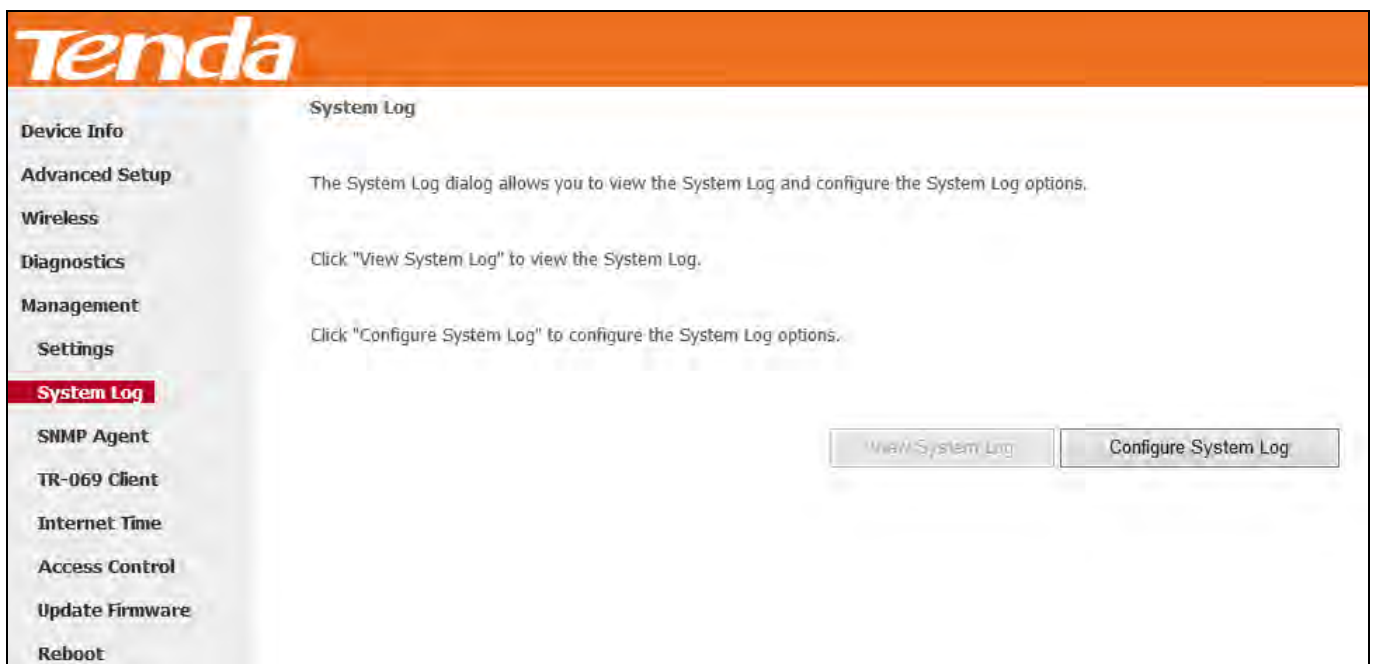 Tenda
Device Info
Advanced Setup
Wireless
Diagnostics
Management
Settings
System Log
SNMP Agent
TR-069 Client
Internet Time
Access Control
Update Firmware
Reboot
System Log
The System Log dialog allows you to view the System Log and configure the System Log options.
Click "View System Log" to view the System Log.
Click "Configure System Log" to configure the System Log options.
View System Log
Configure System Log